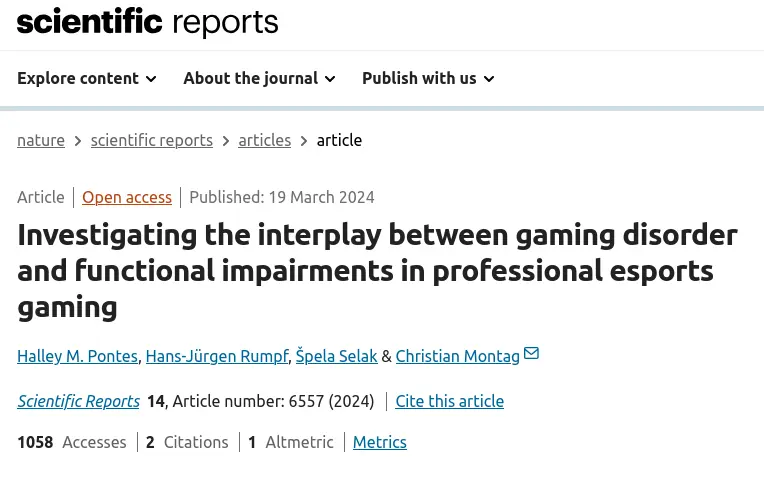 scientific reports
Explore content About the journal Publish with us
nature > scientific reports > articles > article
Article | Open access | Published: 19 March 2024
Investigating the interplay between gaming disorder
and functional impairments in professional esports
gaming
Halley M. Pontes, Hans-Jürgen Rumpf, Špela Selak & Christian Montag
Scientific Reports 14, Article number: 6557 (2024) | Cite this article
1058 Accesses | 2 Citations | 1 Altmetric | Metrics